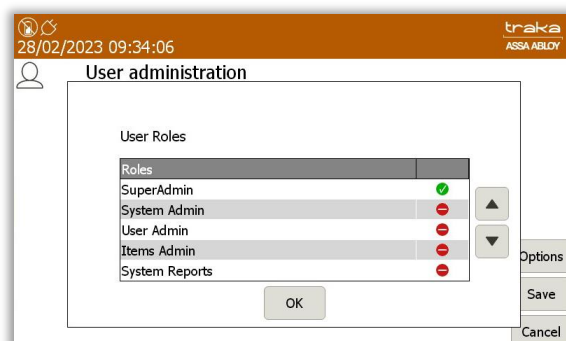 traka
28/02/2023 09:34:06
ASSA ABLOY
User administration
User Roles
Roles
SuperAdmin
System Admin
User Admin
Items Admin
System Reports
Options
OK
Save
Cancel